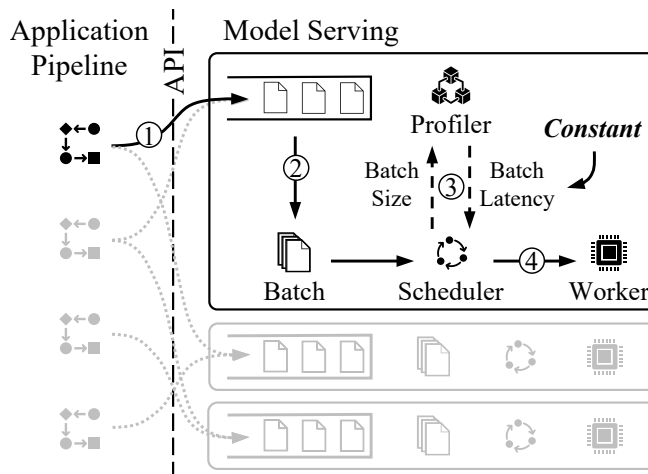 Application
Pipeline
API
Model Serving
①
②
Profiler
Constant
Batch
Size
③
Batch
Latency
④
Batch
Scheduler
Worker